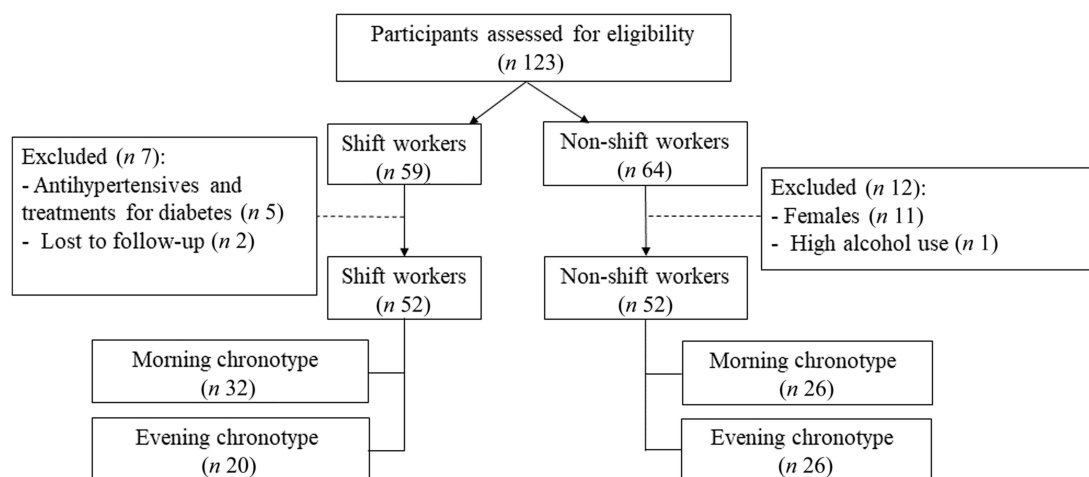 Participants assessed for eligibility
(n 123)
Shift workers
(n 59)
Non-shift workers
(n 64)
Excluded (n 7):
- Antihypertensives and
treatments for diabetes (n 5)
- Lost to follow-up (n 2)
Excluded (n 12):
- Females (n 11)
- High alcohol use (n 1)
Shift workers
(n 52)
Non-shift workers
(n 52)
Morning chronotype
(n 32)
Morning chronotype
(n 26)
Evening chronotype
(n 20)
Evening chronotype
(n 26)